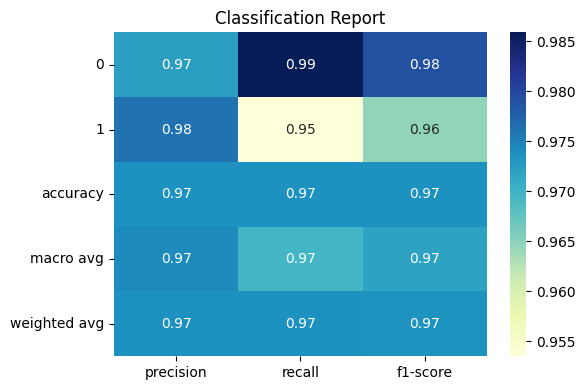 Classification Report
0 0.97 0.99 0.98
1 0.98 0.95 0.96
accuracy 0.97 0.97 0.97
macro avg 0.97 0.97 0.97
weighted avg 0.97 0.97 0.97
precision recall f1-score
0.985
0.980
0.975
0.970
0.965
0.960
0.955